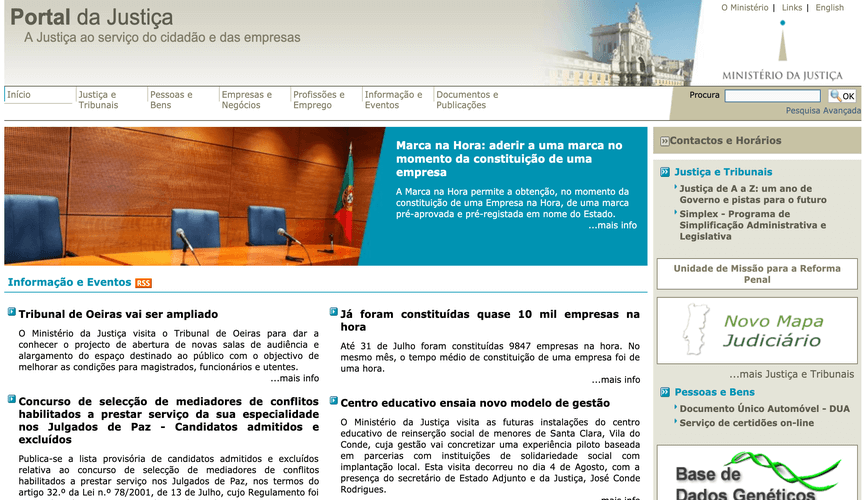 Portal da Justiça
A Justiça ao serviço do cidadão e das empresas
O Ministério | Links | English
MINISTÉRIO DA JUSTIÇA
Início
Justiça e
Tribunais
Pessoas e
Bens
Empresas e
Negócios
Profissões e
Emprego
Informação e
Eventos
Documentos e
Publicações
Procura
OK
Pesquisa Avançada
Marca na Hora: aderir a uma marca no
momento da constituição de uma
empresa
A Marca na Hora permite a obtenção, no momento
da constituição de uma Empresa na Hora, de uma marca
pré-aprovada e pré-registada em nome do Estado.
...mais info
Informação e Eventos RSS
Tribunal de Oeiras vai ser ampliado
O Ministério da Justiça visita o Tribunal de Oeiras para dar a
conhecer o projecto de abertura de novas salas de audiência e
alargamento do espaço destinado ao público com o objectivo de
melhorar as condições para magistrados, funcionários e utentes.
...mais info
Concurso de selecção de mediadores de conflitos
habilitados a prestar serviço da sua especialidade
nos Julgados de Paz - Candidatos admitidos e
excluídos
Publica-se a lista provisória de candidatos admitidos e excluídos
relativa ao concurso de selecção de mediadores de conflitos
habilitados a prestar serviço nos Julgados de Paz, nos termos do
artigo 32.º da Lei n.º 78/2001, de 13 de Julho, cujo Regulamento foi
Já foram constituídas quase 10 mil empresas na
hora
Até 31 de Julho foram constituídas 9847 empresas na hora. No
mesmo mês, o tempo médio de constituição de uma empresa foi de
uma hora.
...mais info
Centro educativo ensaia novo modelo de gestão
O Ministério da Justiça visita as futuras instalações do centro
educativo de reinserção social de menores de Santa Clara, Vila do
Conde, cuja gestão vai concretizar uma experiência piloto baseada
em parcerias com instituições de solidariedade social com
implantação local. Esta visita decorreu no dia 4 de Agosto, com a
presença do secretário de Estado Adjunto e da Justiça, José Conde
Rodrigues.
...mais info
Contactos e Horários
Justiça e Tribunais
Justiça de A a Z: um ano de
Governo e pistas para o futuro
Simplex - Programa de
Simplificação Administrativa e
Legislativa
Unidade de Missão para a Reforma
Penal
Novo Mapa
Judiciário
...mais Justiça e Tribunais
Pessoas e Bens
Documento Único Automóvel - DUA
Serviço de certidões on-line
Base de
Dados Genéticos